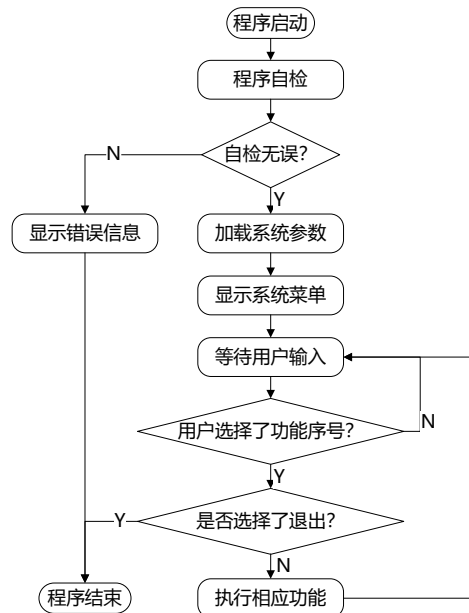 程序启动
程序自检
自检无误?
N
Y
显示错误信息
加载系统参数
显示系统菜单
等待用户输入
用户选择了功能序号?
N
Y
Y
是否选择了退出?
N
程序结束
执行相应功能